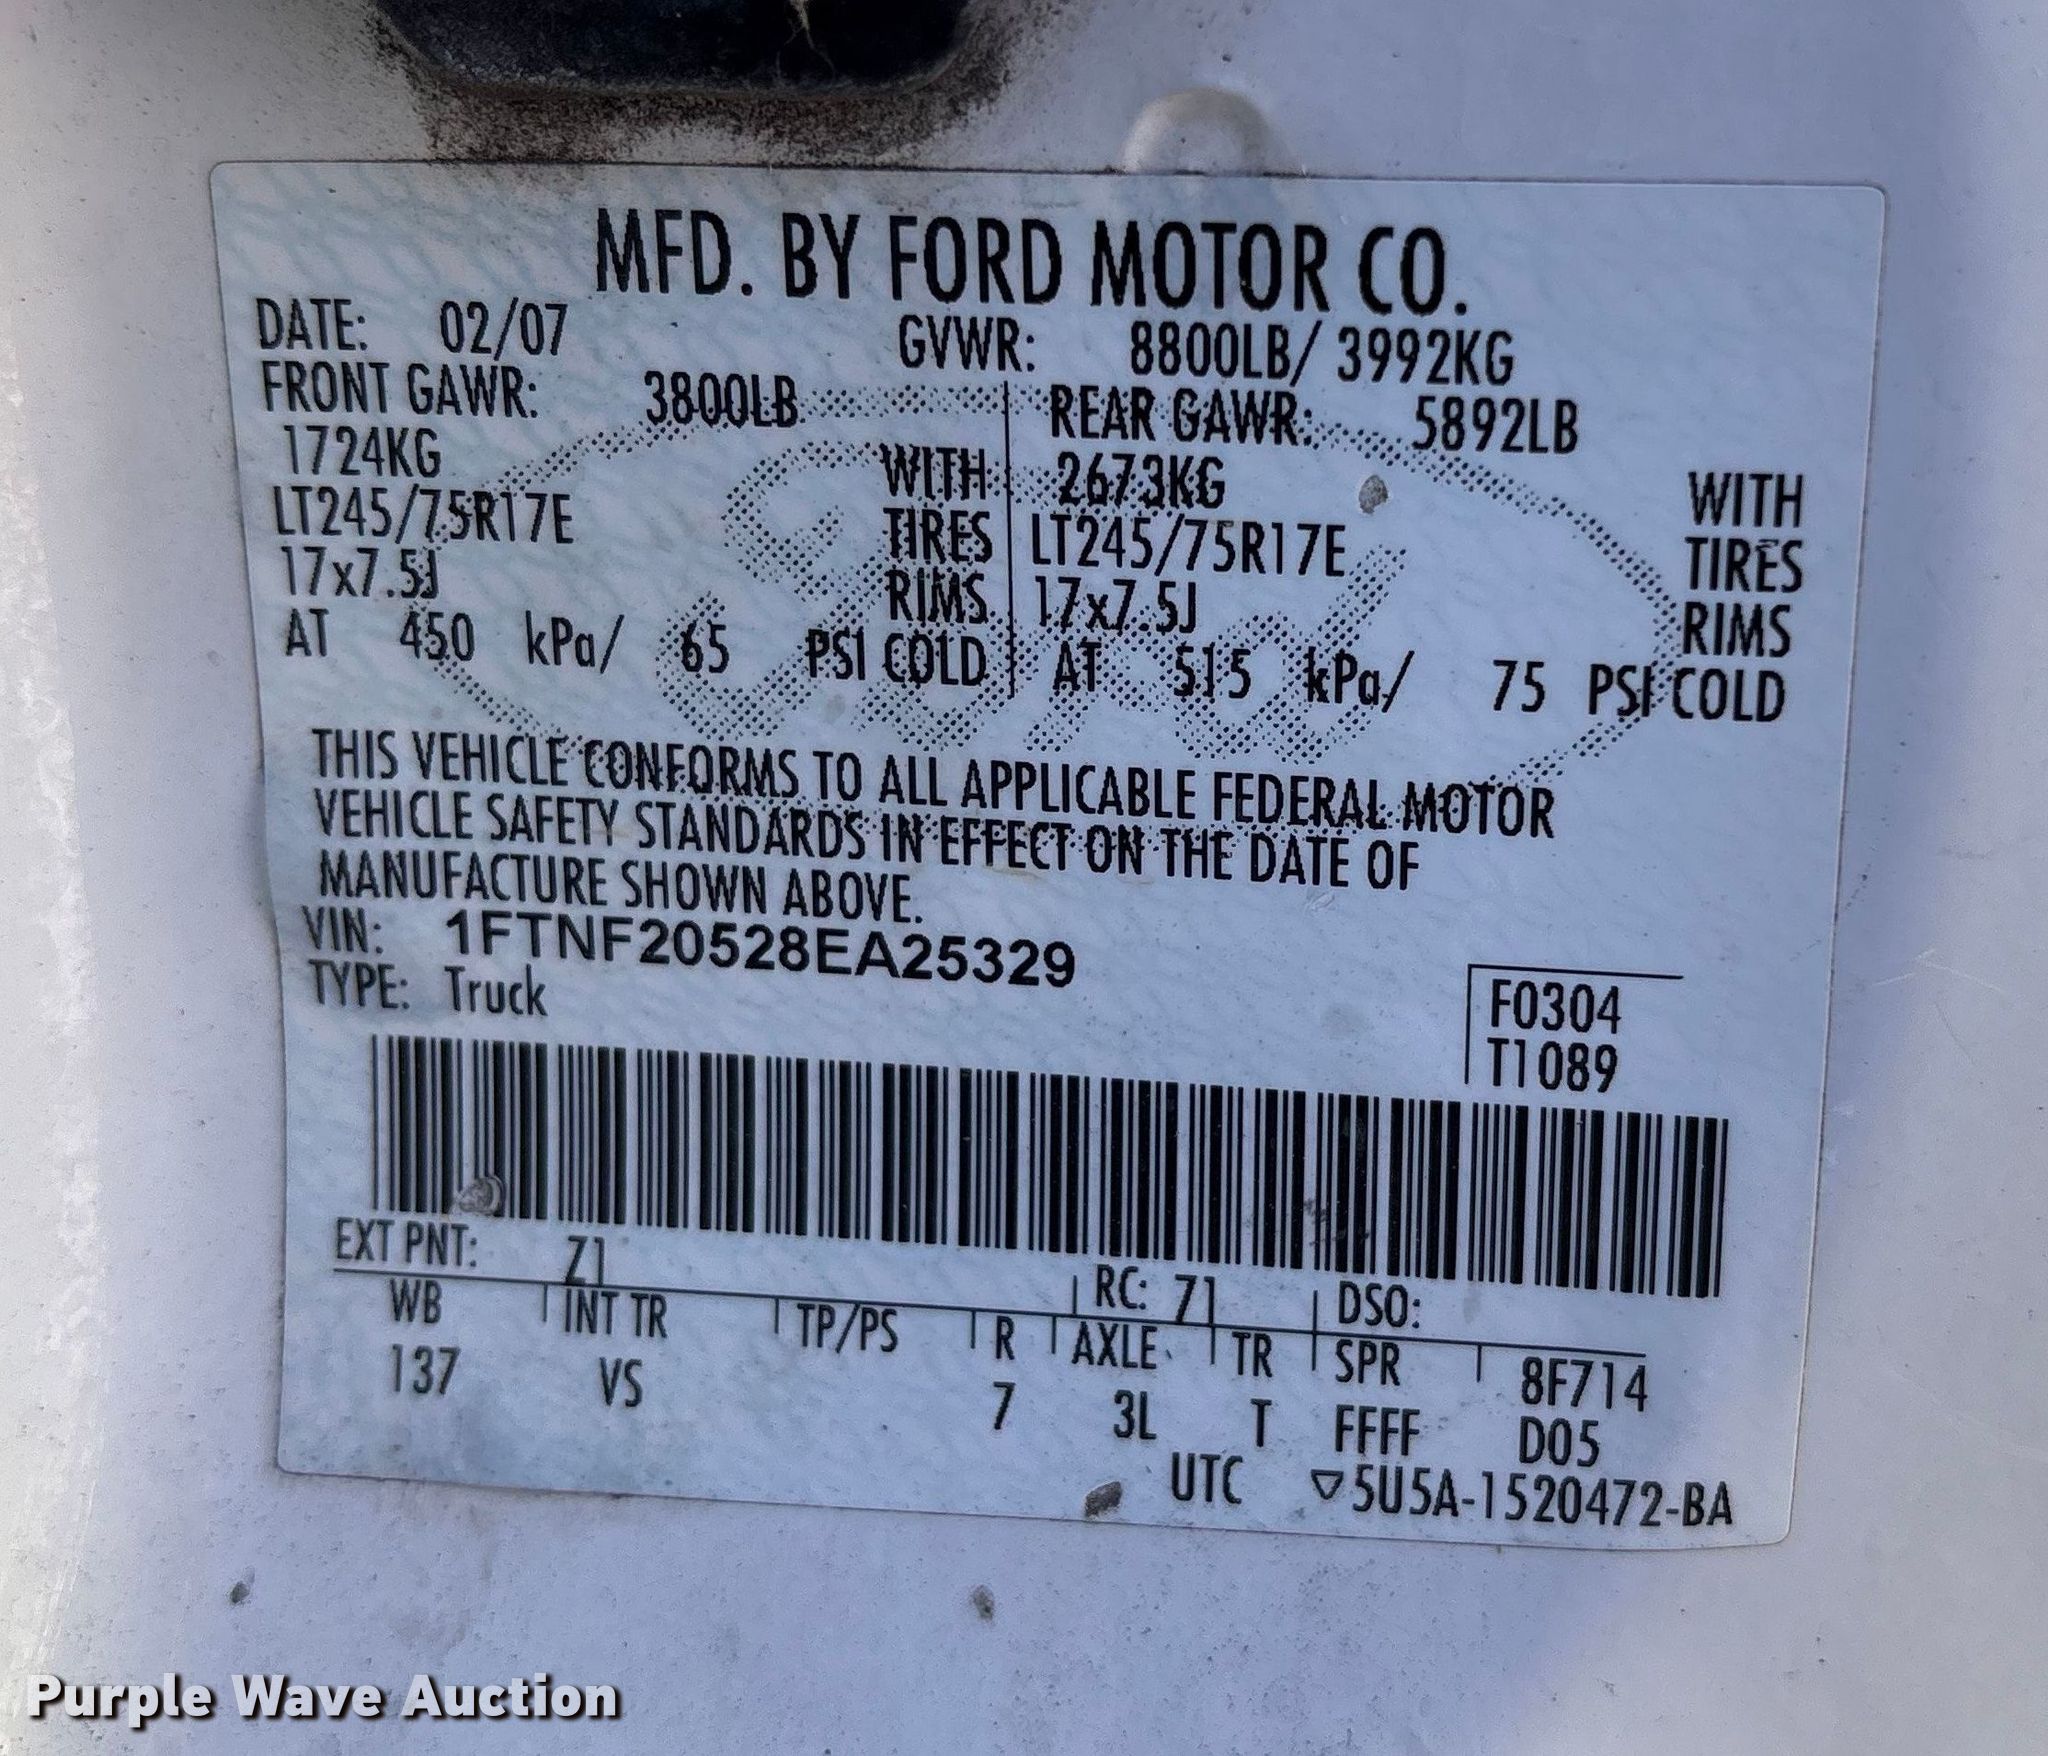 MFD. BY FORD MOTOR CO.
DATE: 02/07 GVWR: 8800LB/ 3992KG
FRONT GAWR: 3800LB REAR GAWR: 5892LB
1724KG WITH 2673KG WITH
LT245/75R17E TIRES LT245/75R17E TIRES
17x7.5J RIMS 17x7.5J RIMS
AT 450 kPa/ 65 PSI COLD AT 515 kPa/ 75 PSI COLD
THIS VEHICLE CONFORMS TO ALL APPLICABLE FEDERAL MOTOR
VEHICLE SAFETY STANDARDS IN EFFECT ON THE DATE OF
MANUFACTURE SHOWN ABOVE.
VIN: 1FTNF20528EA25329
TYPE: Truck
F0304
T1089
EXT PNT: Z1 RC: 71 DSO:
WB INT TR TP/PS R AXLE TR SPR 8F714
137 VS 7 3L T FFFF D05
UTC ▽5U5A-1520472-BA
Purple Wave Auction